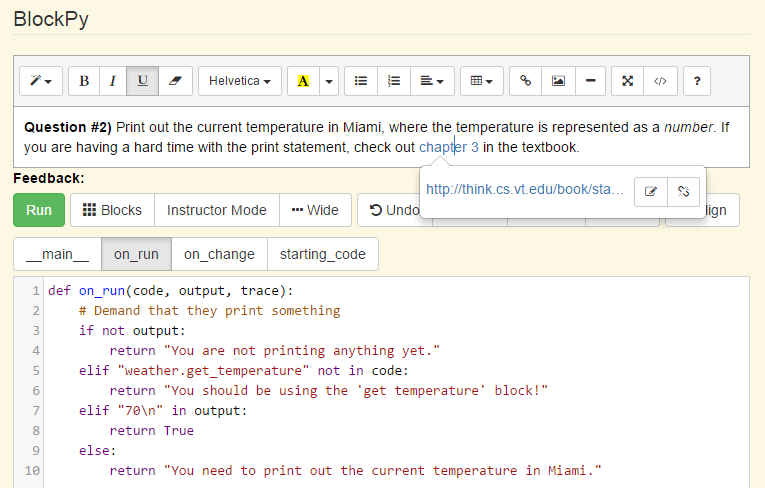 BlockPy
B I U Helvetica A ?
Question #2) Print out the current temperature in Miami, where the temperature is represented as a number. If
you are having a hard time with the print statement, check out chapter 3 in the textbook.
http://think.cs.vt.edu/book/sta...
Feedback:
Run Blocks Instructor Mode Wide Undo lign
__main__ on_run on_change starting_code
1 def on_run(code, output, trace):
2 # Demand that they print something
3 if not output:
4 return "You are not printing anything yet."
5 elif "weather.get_temperature" not in code:
6 return "You should be using the 'get temperature' block!"
7 elif "70\n" in output:
8 return True
9 else:
10 return "You need to print out the current temperature in Miami."